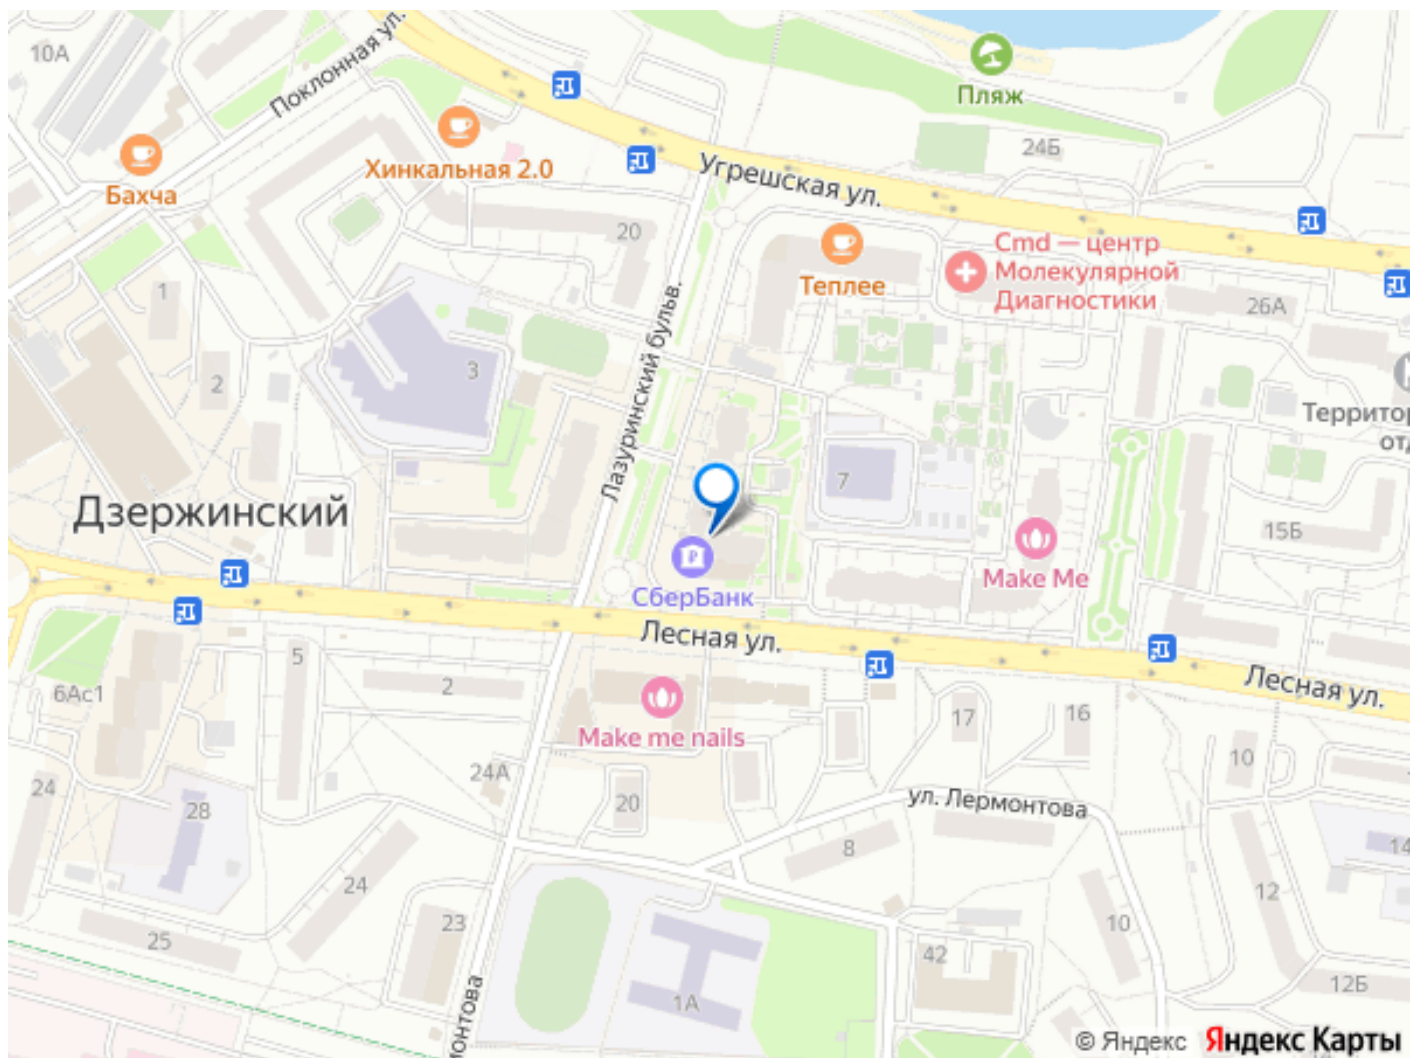 10А
Поклонная ул.
Пляж
24Б
Хинкальная 2.0
Бахча
Угрешская ул.
20
Cmd — центр
Молекулярной
Диагностики
Теплее
1
26А
Лазуринский бульв.
3
2
Территор
от
7
Дзержинский
15Б
Make Me
СберБанк
Лесная ул.
5
2
6Ас1
Лесная ул.
Make me nails
17
16
10
24А
24
28
20
ул. Лермонтова
8
14
24
12
23
10
25
42
1А
12Б
монтова
© Яндекс
Яндекс Карты